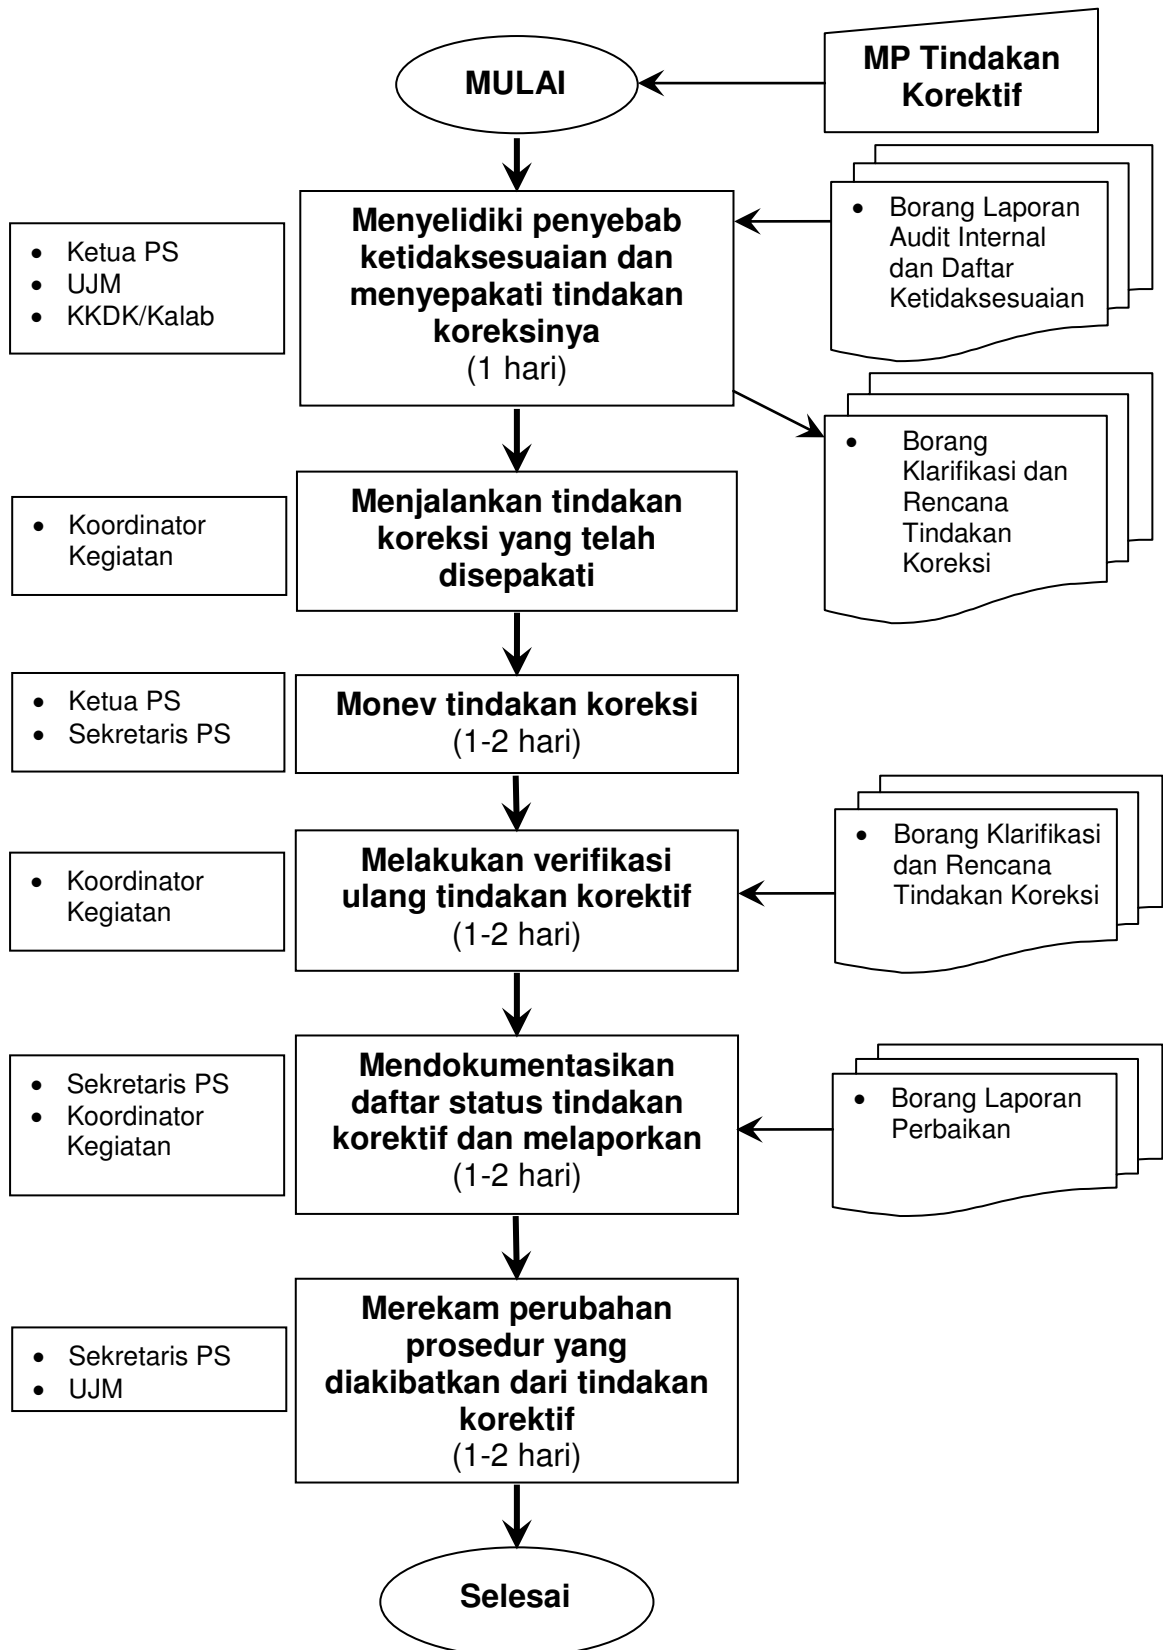 MULAI
MP Tindakan
Korektif
• Ketua PS
• UJM
• KKDK/Kalab
Menyelidiki penyebab
ketidaksesuaian dan
menyepakati tindakan
koreksinya
(1 hari)
• Borang Laporan
Audit Internal
dan Daftar
Ketidaksesuaian
• Borang
Klarifikasi dan
Rencana
Tindakan
Koreksi
• Koordinator
Kegiatan
Menjalankan tindakan
koreksi yang telah
disepakati
• Ketua PS
• Sekretaris PS
Monev tindakan koreksi
(1-2 hari)
• Koordinator
Kegiatan
Melakukan verifikasi
ulang tindakan korektif
(1-2 hari)
• Borang Klarifikasi
dan Rencana
Tindakan Koreksi
• Sekretaris PS
• Koordinator
Kegiatan
Mendokumentasikan
daftar status tindakan
korektif dan melaporkan
(1-2 hari)
• Borang Laporan
Perbaikan
• Sekretaris PS
• UJM
Merekam perubahan
prosedur yang
diakibatkan dari tindakan
korektif
(1-2 hari)
Selesai